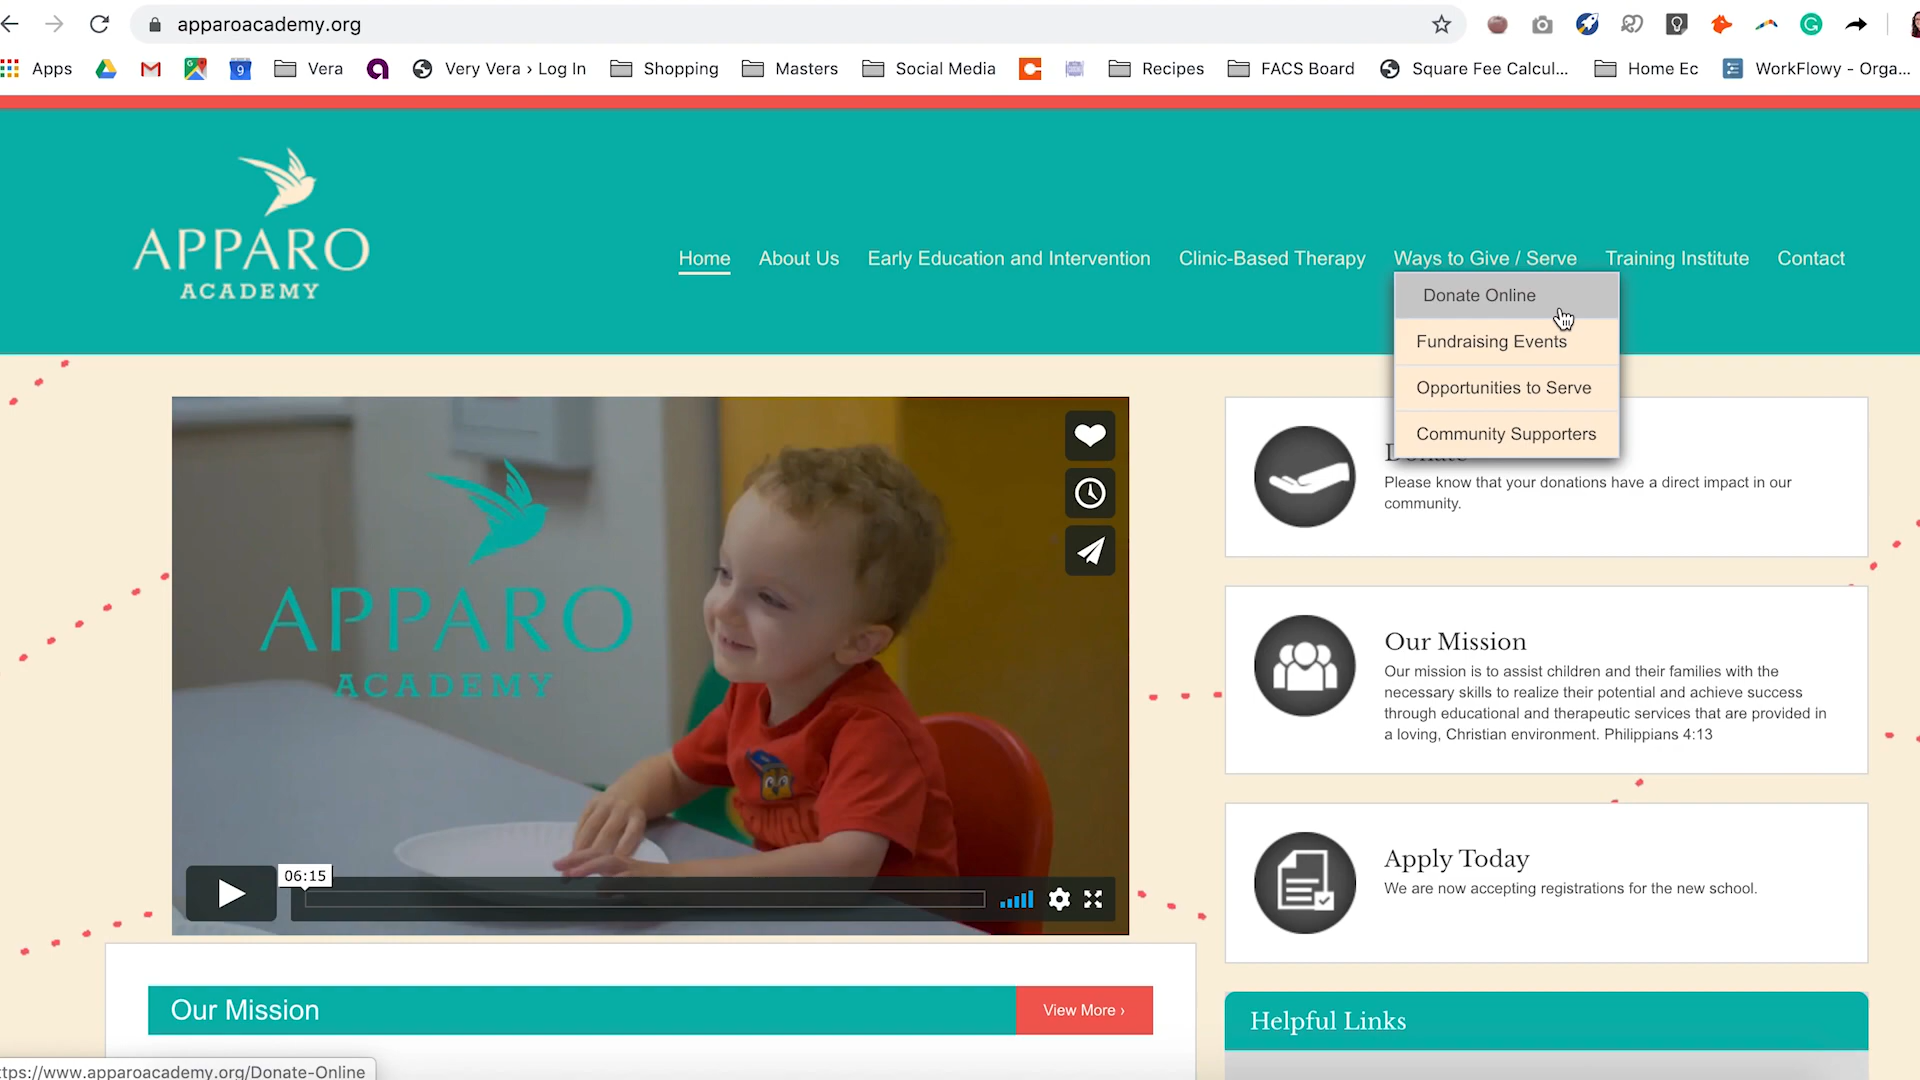 apparoacademy.org
Apps
9
Vera
Very Vera › Log In
Shopping
Masters
Social Media
Recipes
FACS Board
Square Fee Calcul...
Home Ec
WorkFlowy - Orga...
APPARO
ACADEMY
Home
About Us
Early Education and Intervention
Clinic-Based Therapy
Ways to Give / Serve
Training Institute
Contact
Donate Online
Fundraising Events
Opportunities to Serve
Community Supporters
APPARO
ACADEMY
06:15
Donate
Please know that your donations have a direct impact in our
community.
Our Mission
Our mission is to assist children and their families with the
necessary skills to realize their potential and achieve success
through educational and therapeutic services that are provided in
a loving, Christian environment. Philippians 4:13
Apply Today
We are now accepting registrations for the new school.
Our Mission
View More ›
Helpful Links
ttps://www.apparoacademy.org/Donate-Online